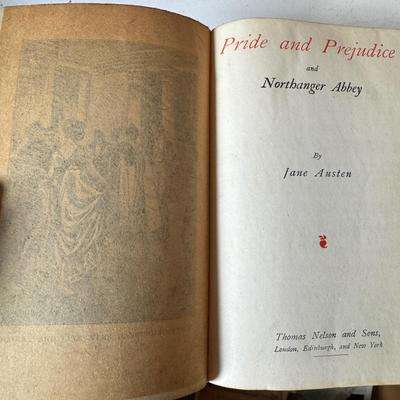 Pride and Prejudice
and
Northanger Abbey
By
Jane Austen
Thomas Nelson and Sons,
London, Edinburgh, and New York